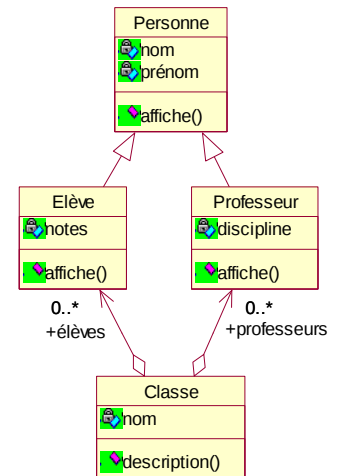 Personne
nom
prénom
affiche()
Elève
notes
affiche()
Professeur
discipline
affiche()
0..*
+élèves
0..*
+professeurs
Classe
nom
description()